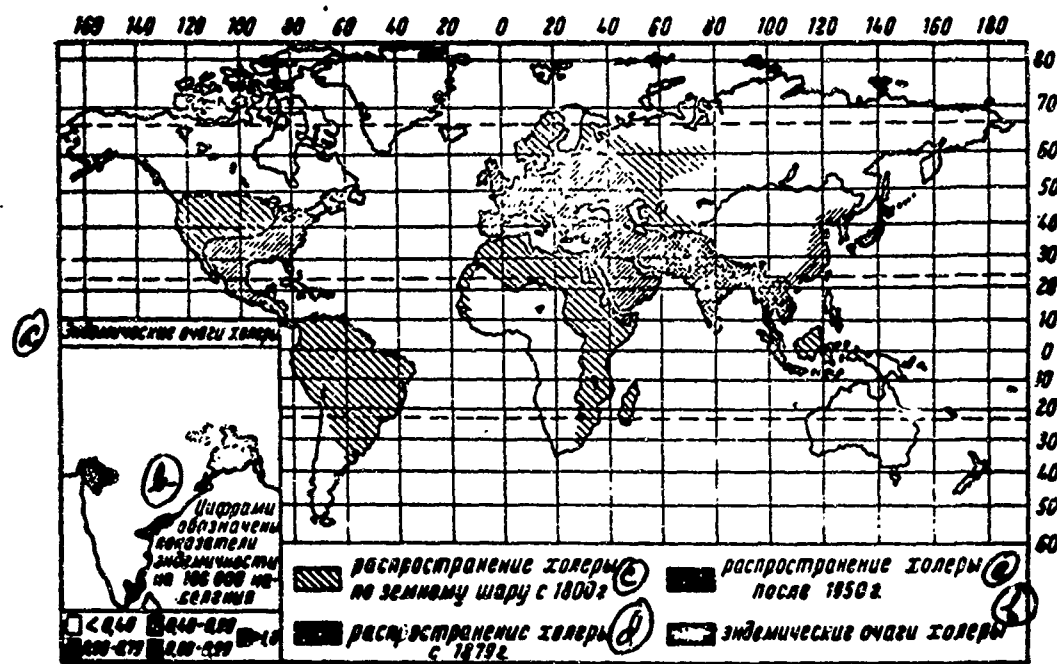 160 140 120 100 80 60 40 20 0 20 40 60 80 100 120 140 160 180
80
70
60
50
40
30
20
10
0
10
20
30
40
50
60
a
Эндемические очаги холеры
b
Цифрами
обозначены
показатели
эндемичности
на 100 000 на-
селения
< 0,40
распространение холеры c
по земному шару с 1800 г
распространение холеры d
с 1879 г.
распространение холеры e
после 1950 г.
эндемические очаги холеры